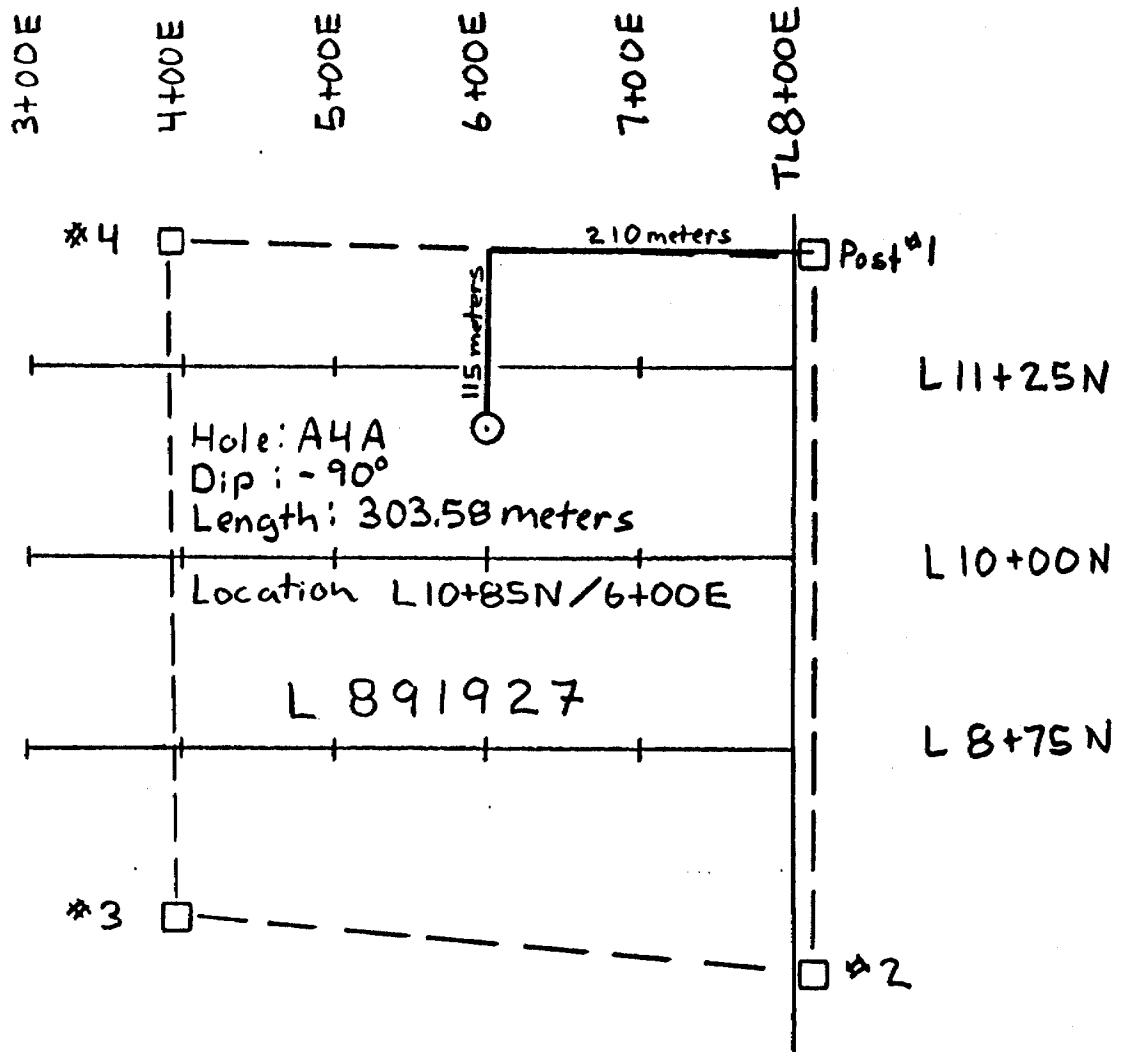 3+00E
4+00E
5+00E
6+00E
7+00E
TL8+00E
#4
210 meters
Post #1
115 meters
L 11+25N
Hole: A4A
Dip: -90°
Length: 303.58 meters
L 10+00N
Location L10+85N/6+00E
L 891927
L 8+75N
#3
#2